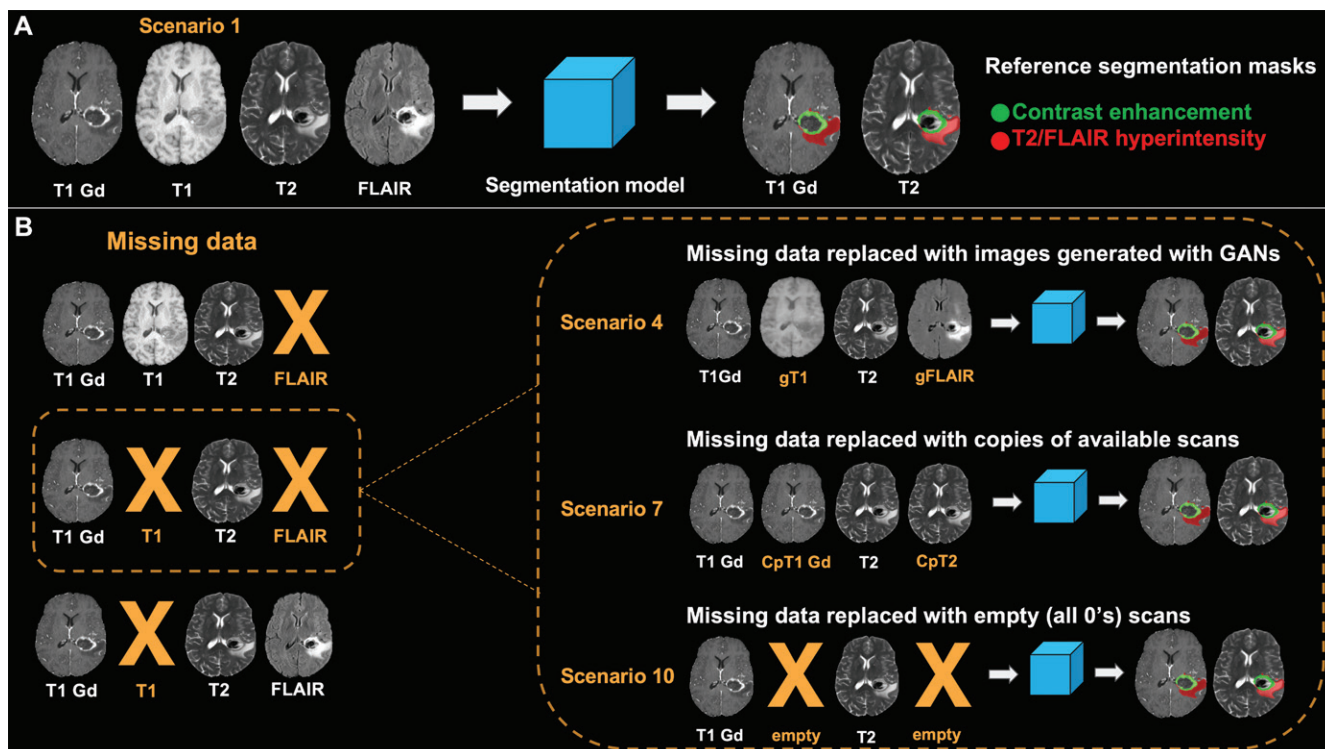 A
Scenario 1
T1 Gd
T1
T2
FLAIR
Segmentation model
T1 Gd
T2
Reference segmentation masks
Contrast enhancement
T2/FLAIR hyperintensity
B
Missing data
T1 Gd
T1
T2
FLAIR
T1 Gd
T1
T2
FLAIR
T1 Gd
T1
T2
FLAIR
Missing data replaced with images generated with GANs
Scenario 4
T1Gd
gT1
T2
gFLAIR
Missing data replaced with copies of available scans
Scenario 7
T1 Gd
CpT1 Gd
T2
CpT2
Missing data replaced with empty (all 0's) scans
Scenario 10
T1 Gd
empty
T2
empty